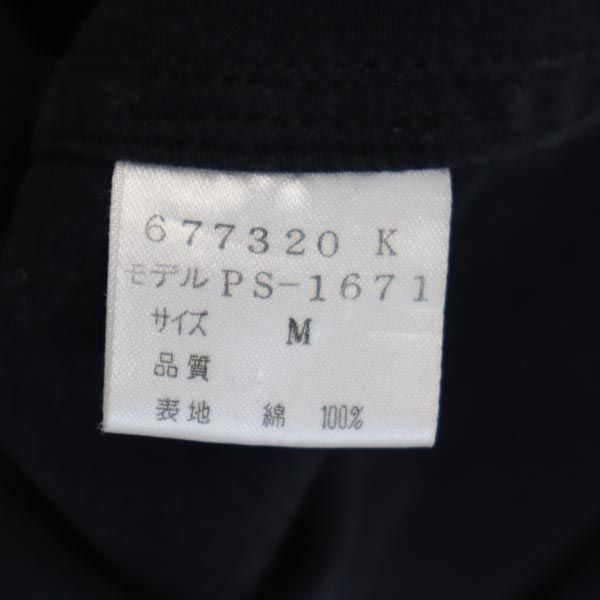 677320 K
モデル PS-1671
サイズ M
品質
表地 綿 100%